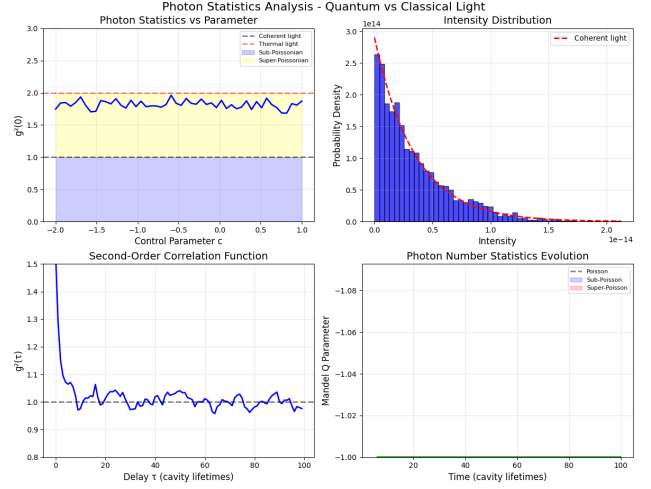 Photon Statistics Analysis - Quantum vs Classical Light
Photon Statistics vs Parameter
3.0
2.5
2.0
1.5
1.0
0.5
0.0
g²(0)
Coherent light
Thermal light
Sub-Poissonian
Super-Poissonian
-2.0
-1.5
-1.0
-0.5
0.0
0.5
1.0
Control Parameter c
Intensity Distribution
1e14
3.0
2.5
2.0
1.5
1.0
0.5
0.0
Probability Density
Coherent light
0.0
0.5
1.0
1.5
2.0
1e-14
Intensity
Second-Order Correlation Function
1.5
1.4
1.3
1.2
1.1
1.0
0.9
0.8
g²(τ)
0
20
40
60
80
100
Delay τ (cavity lifetimes)
Photon Number Statistics Evolution
−1.08
−1.06
−1.04
−1.02
−1.00
Mandel Q Parameter
Poisson
Sub-Poisson
Super-Poisson
20
40
60
80
100
Time (cavity lifetimes)